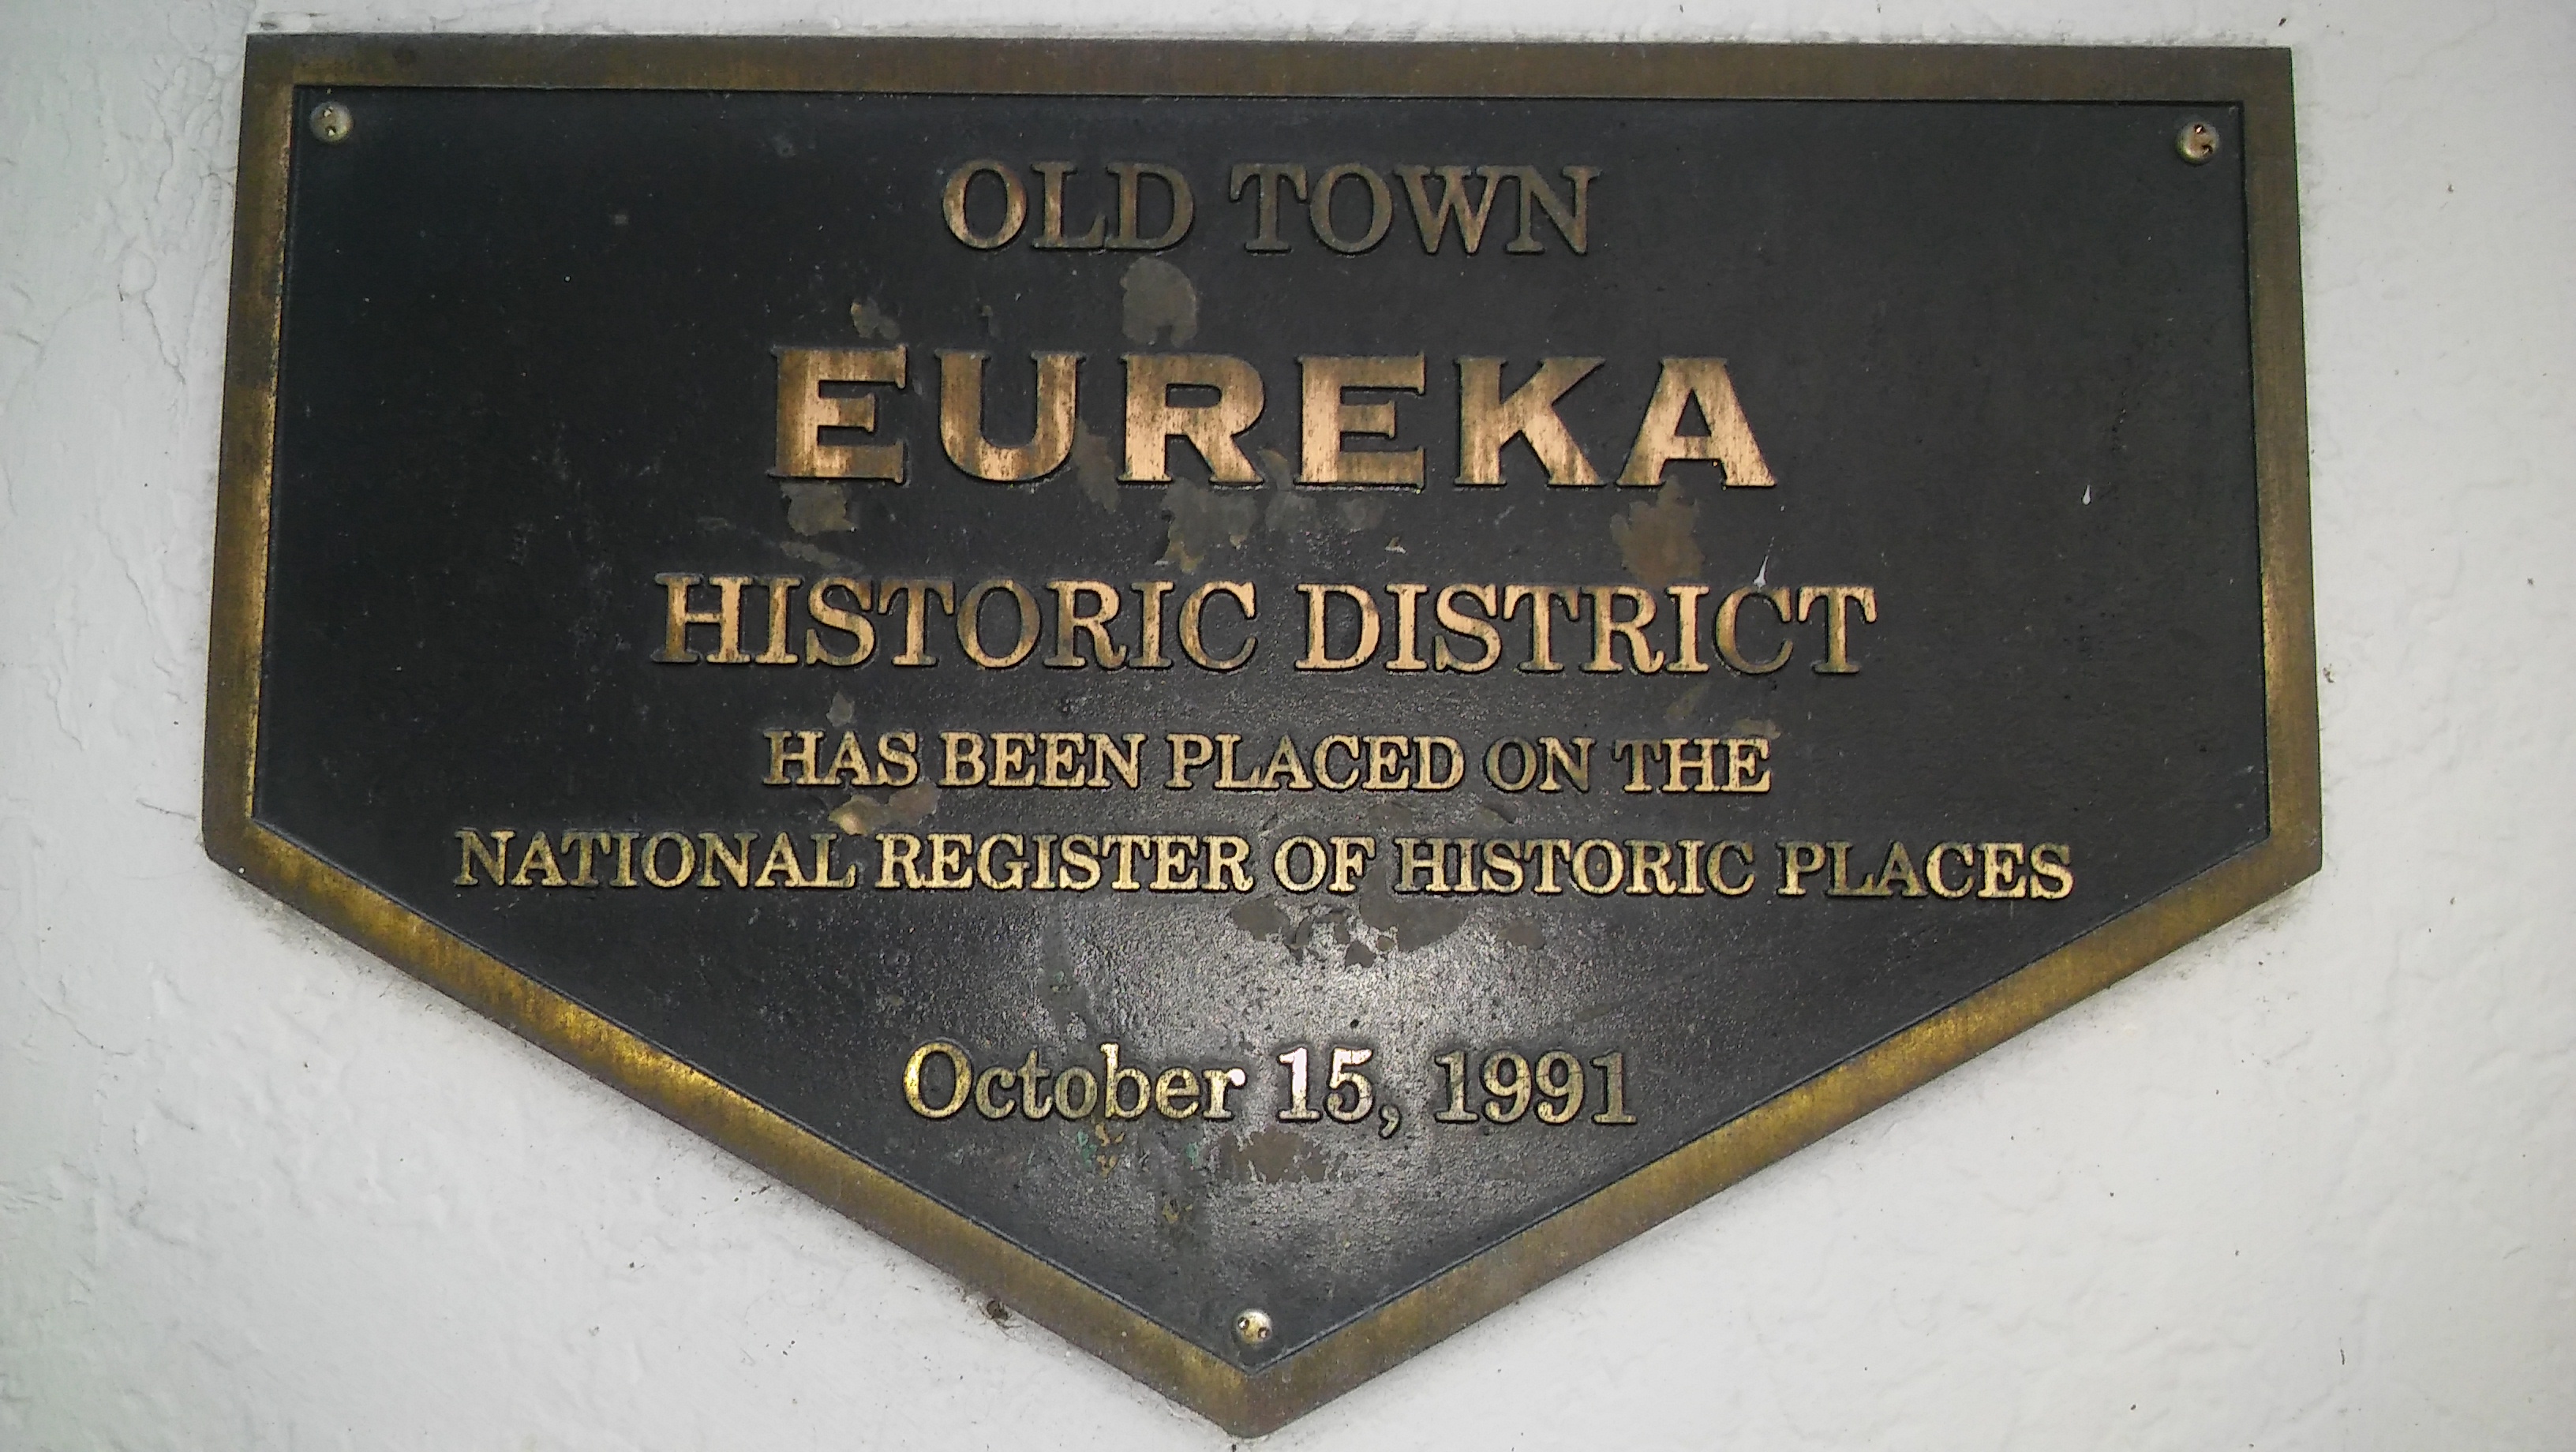 OLD TOWN
EUREKA
HISTORIC DISTRICT
HAS BEEN PLACED ON THE
NATIONAL REGISTER OF HISTORIC PLACES
October 15, 1991